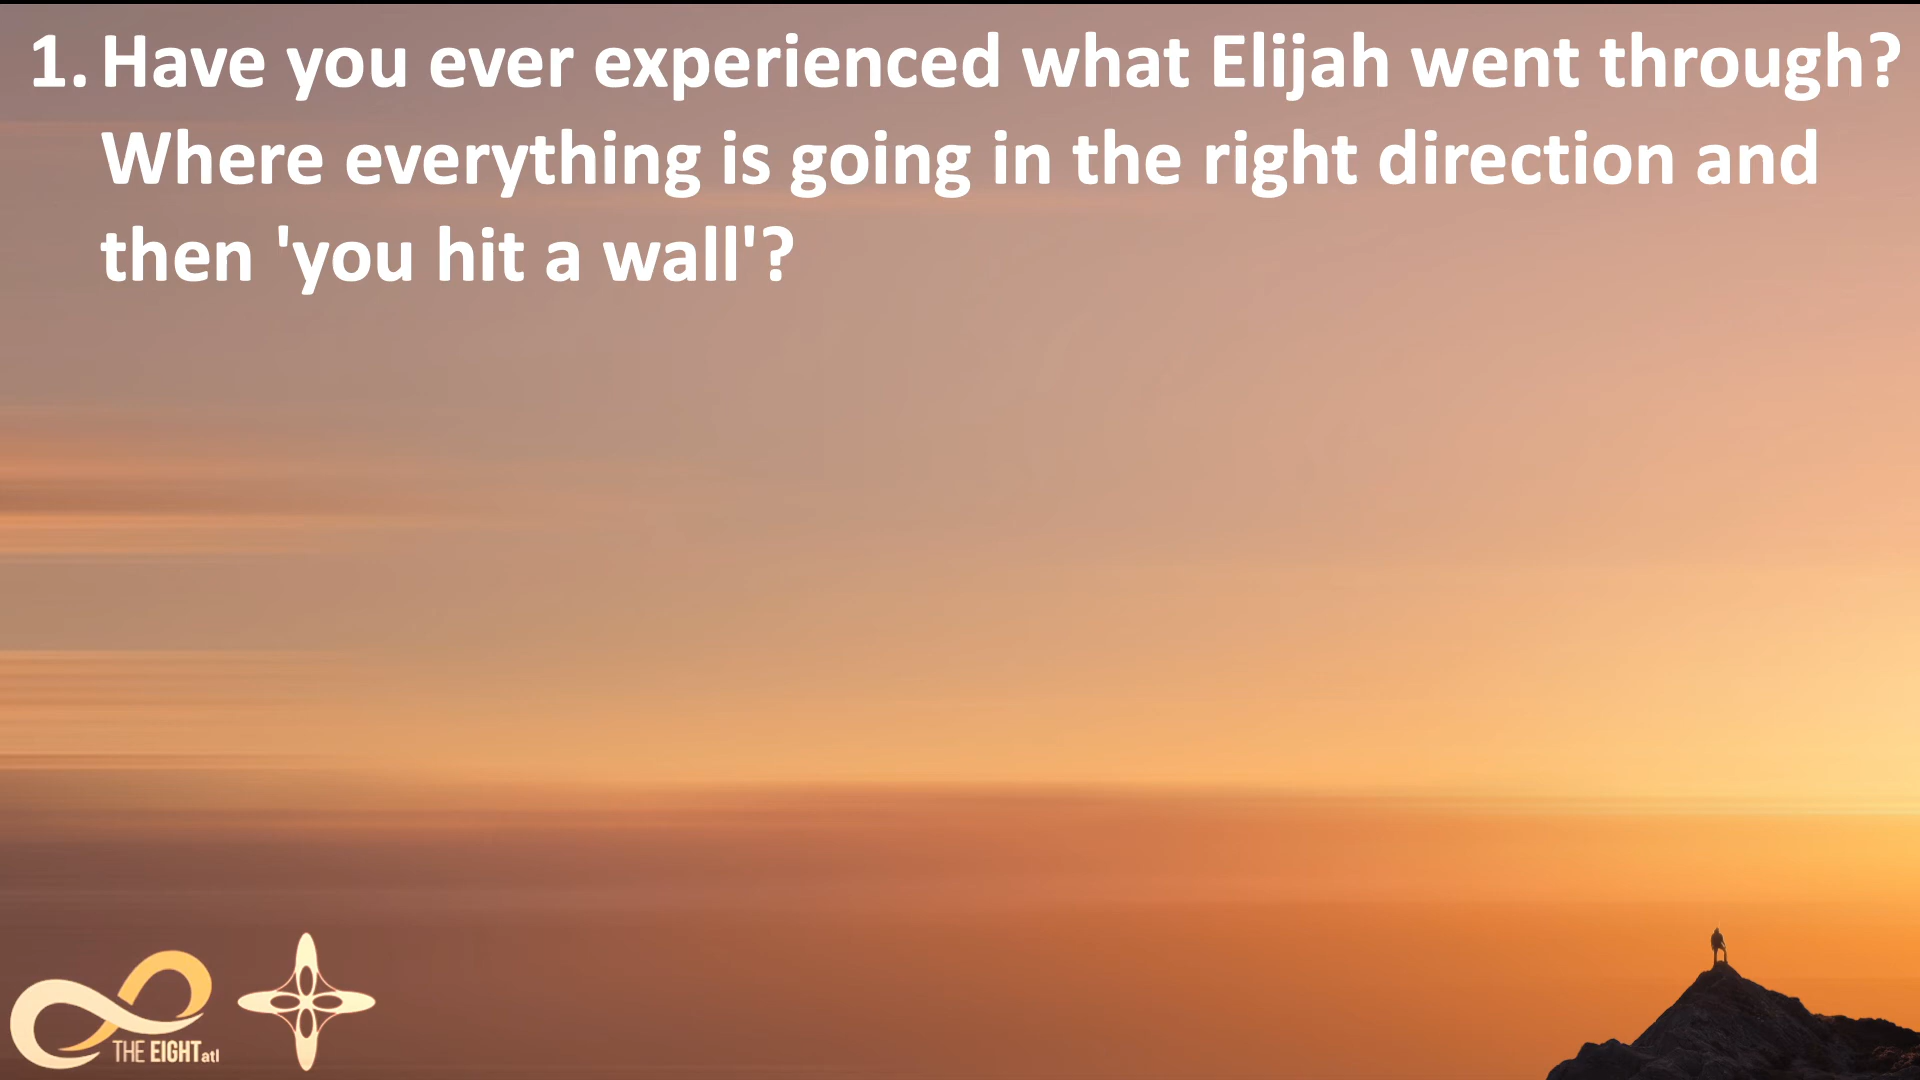 1. Have you ever experienced what Elijah went through?
Where everything is going in the right direction and
then 'you hit a wall'?
THE EIGHTatl